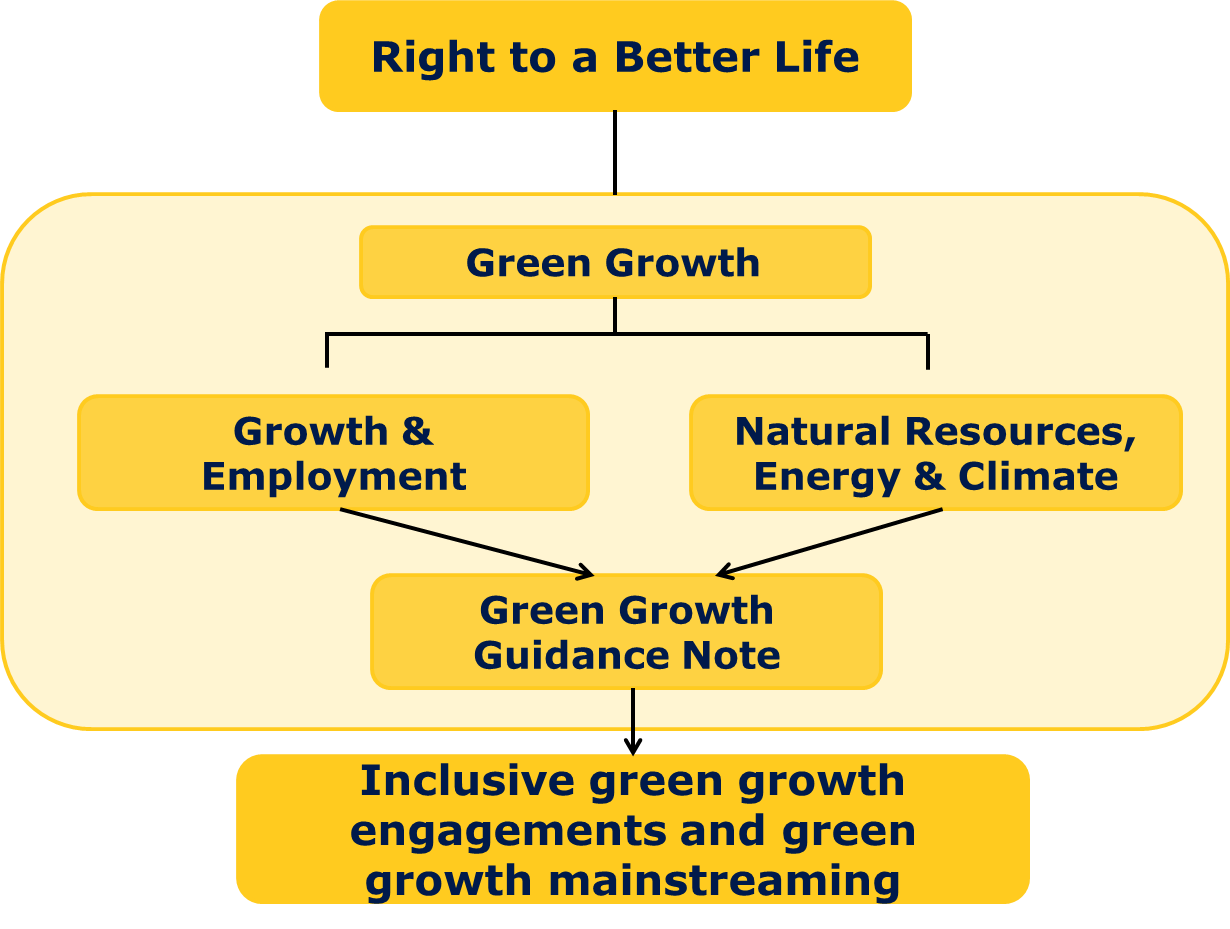 Right to a Better Life
Green Growth
Growth &
Employment
Natural Resources,
Energy & Climate
Green Growth
Guidance Note
Inclusive green growth
engagements and green
growth mainstreaming